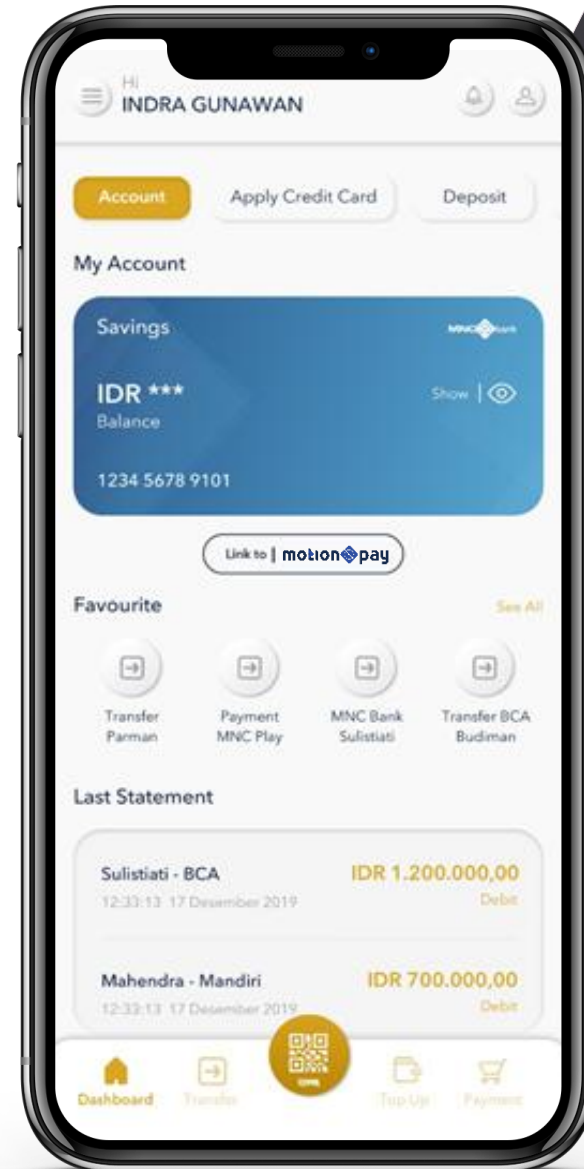 Hi
INDRA GUNAWAN
Account
Apply Credit Card
Deposit
My Account
Savings
MNC bank
IDR ***
Balance
Show |
1234 5678 9101
Link to | motion pay
Favourite
See All
Transfer
Parman
Payment
MNC Play
MNC Bank
Sulistiati
Transfer BCA
Budiman
Last Statement
Sulistiati - BCA
IDR 1.200.000,00
12:33:13 17 Desember 2019
Debit
Mahendra - Mandiri
IDR 700.000,00
12:33:13 17 Desember 2019
Debit
Dashboard
Transfer
QRIS
Top Up
Payment